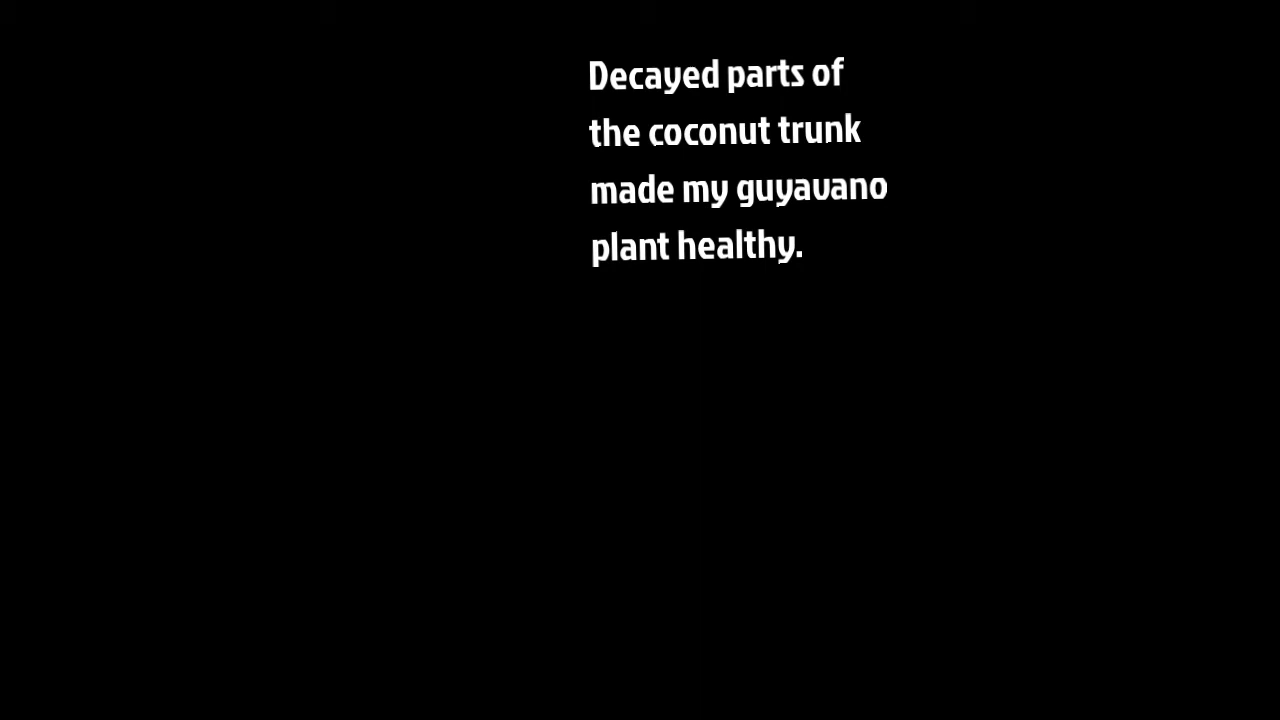 Decayed parts of
the coconut trunk
made my guyavano
plant healthy.